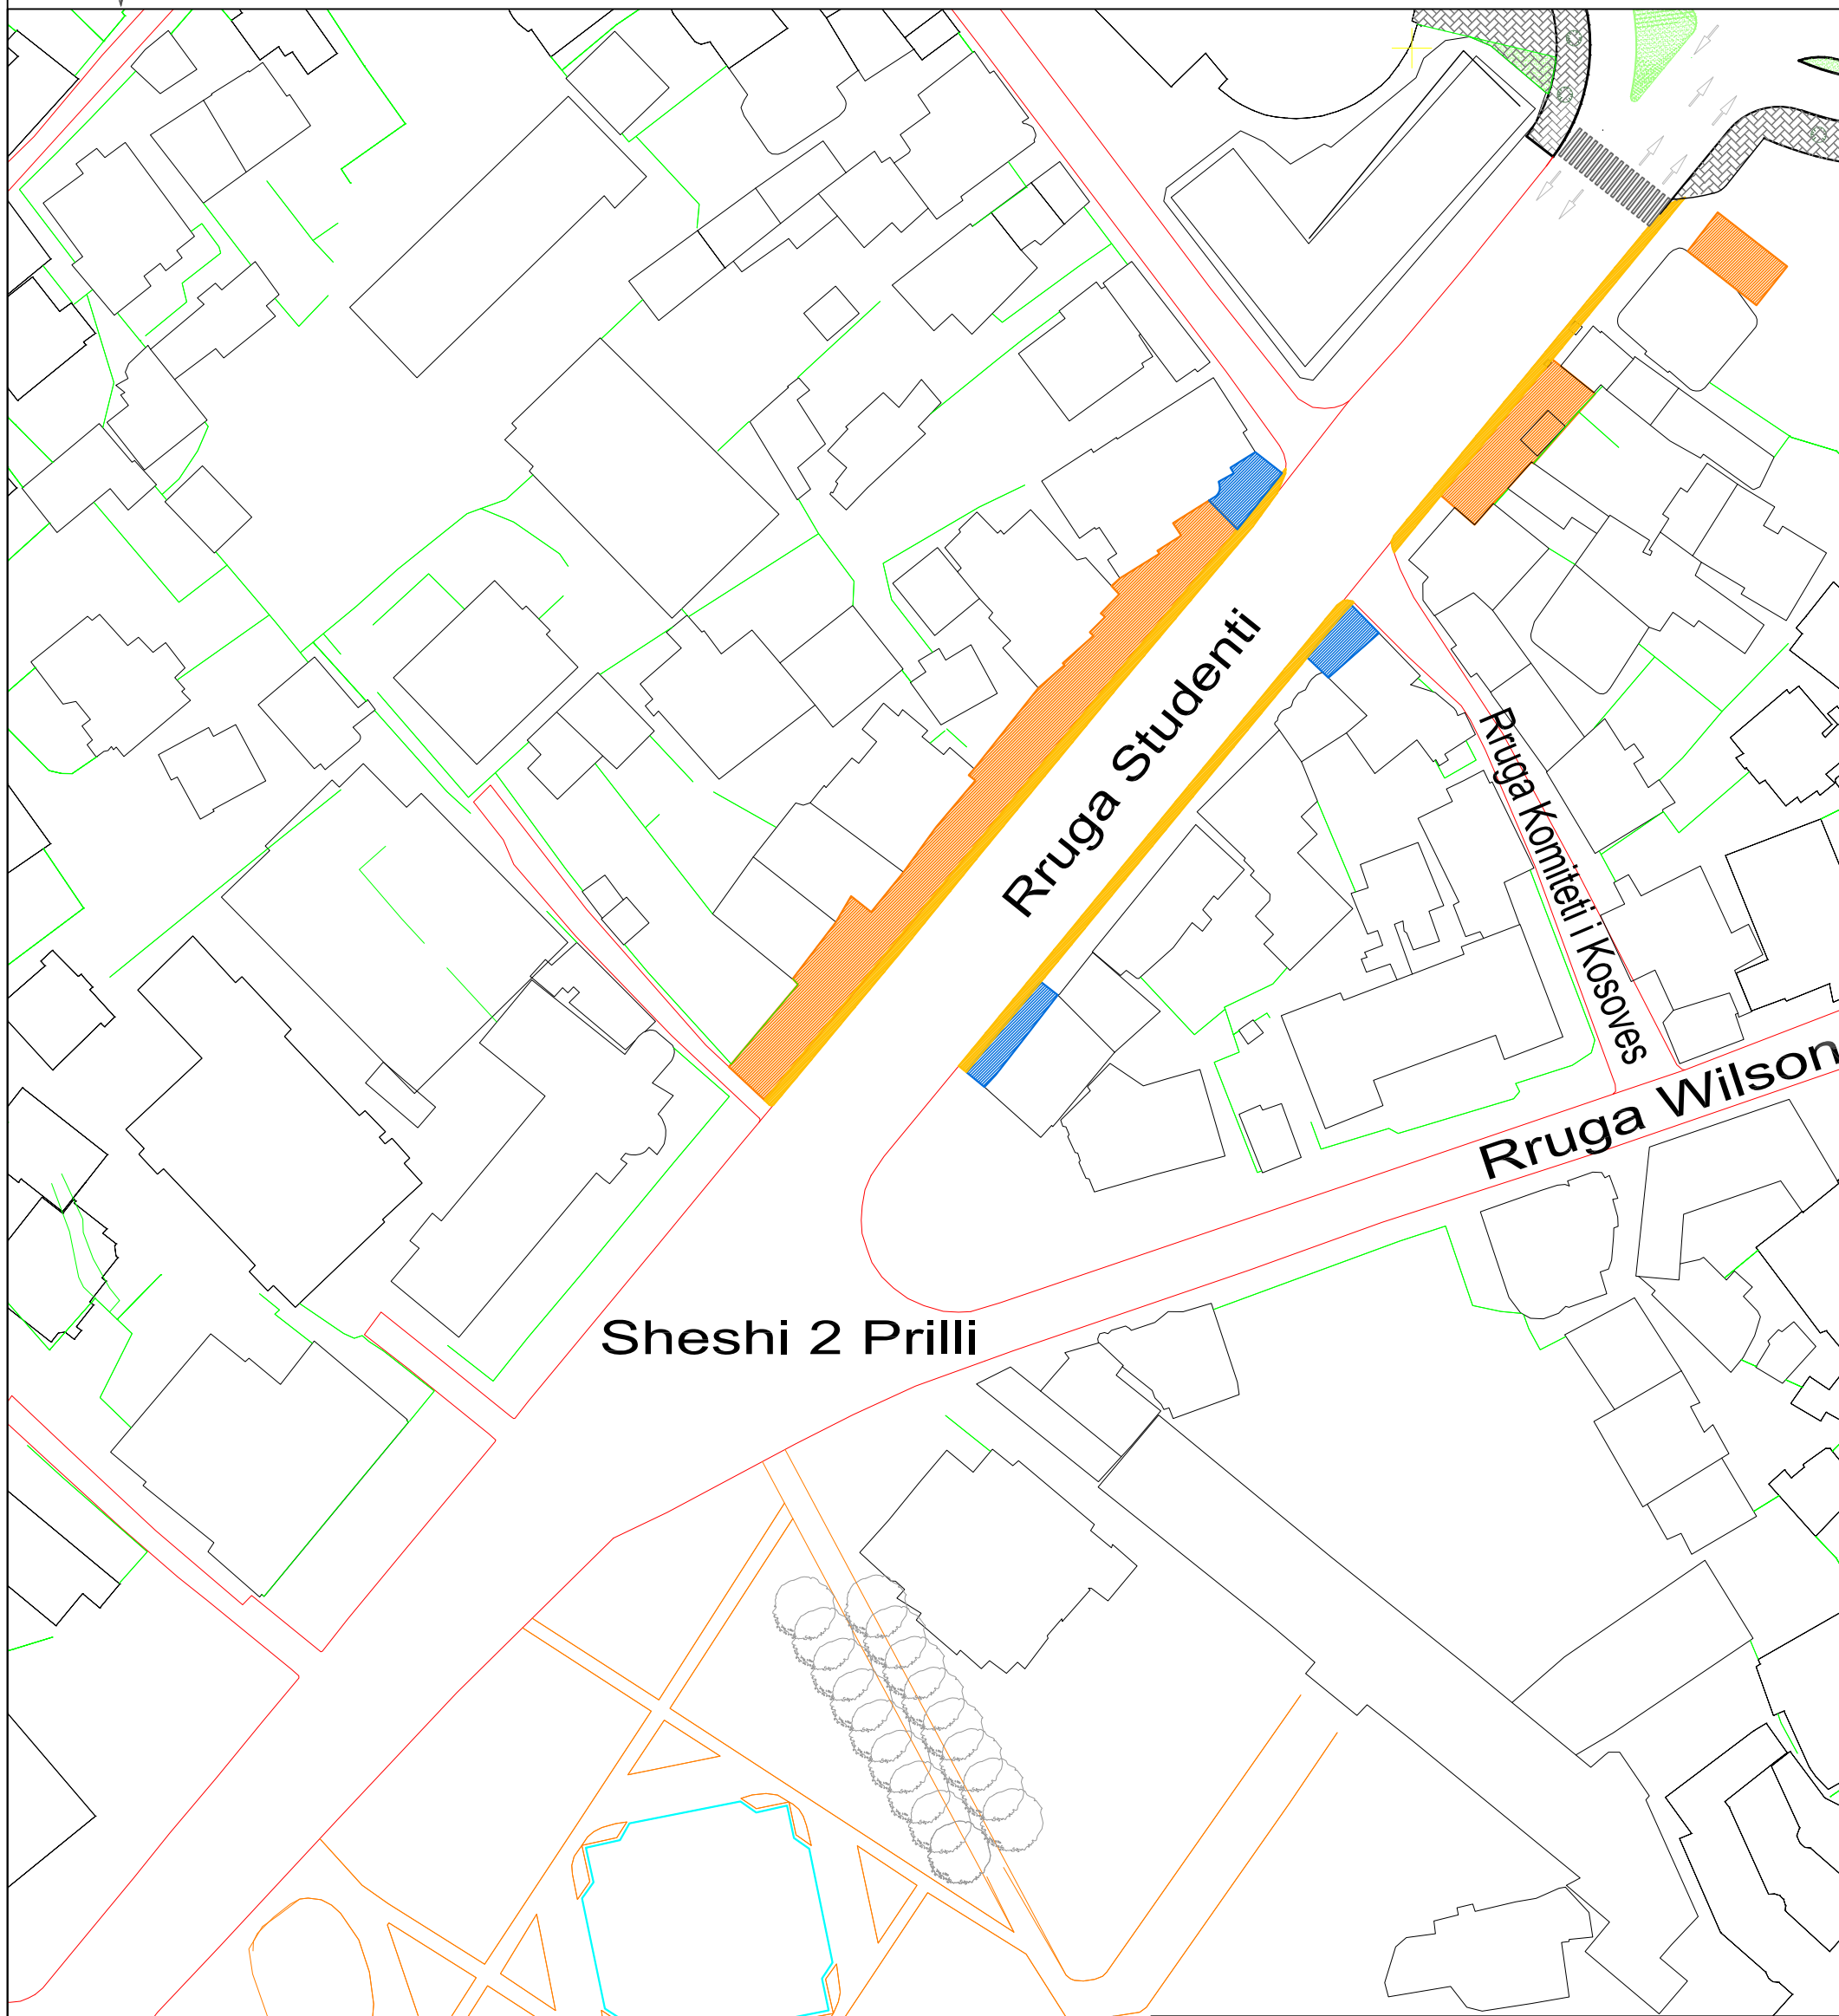 Rruga Studenti
Rruga Komiteti i Kosoves
Rruga Wilson
Sheshi 2 Prilli